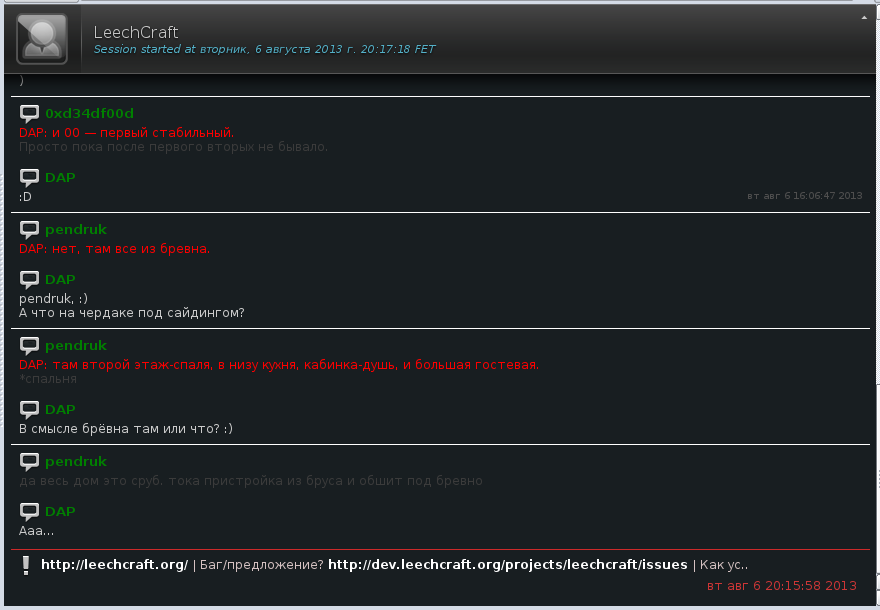 LeechCraft
Session started at вторник, 6 августа 2013 г. 20:17:18 FET
)
0xd34df00d
DAP: и 00 — первый стабильный.
Просто пока после первого вторых не бывало.
DAP
:D
вт авг 6 16:06:47 2013
pendruk
DAP: нет, там все из бревна.
DAP
pendruk, :)
А что на чердаке под сайдингом?
pendruk
DAP: там второй этаж-спаля, в низу кухня, кабинка-душь, и большая гостевая.
*спальня
DAP
В смысле брёвна там или что? :)
pendruk
да весь дом это сруб. тока пристройка из бруса и обшит под бревно
DAP
Ааа...
http://leechcraft.org/ | Баг/предложение? http://dev.leechcraft.org/projects/leechcraft/issues | Как ус..
вт авг 6 20:15:58 2013